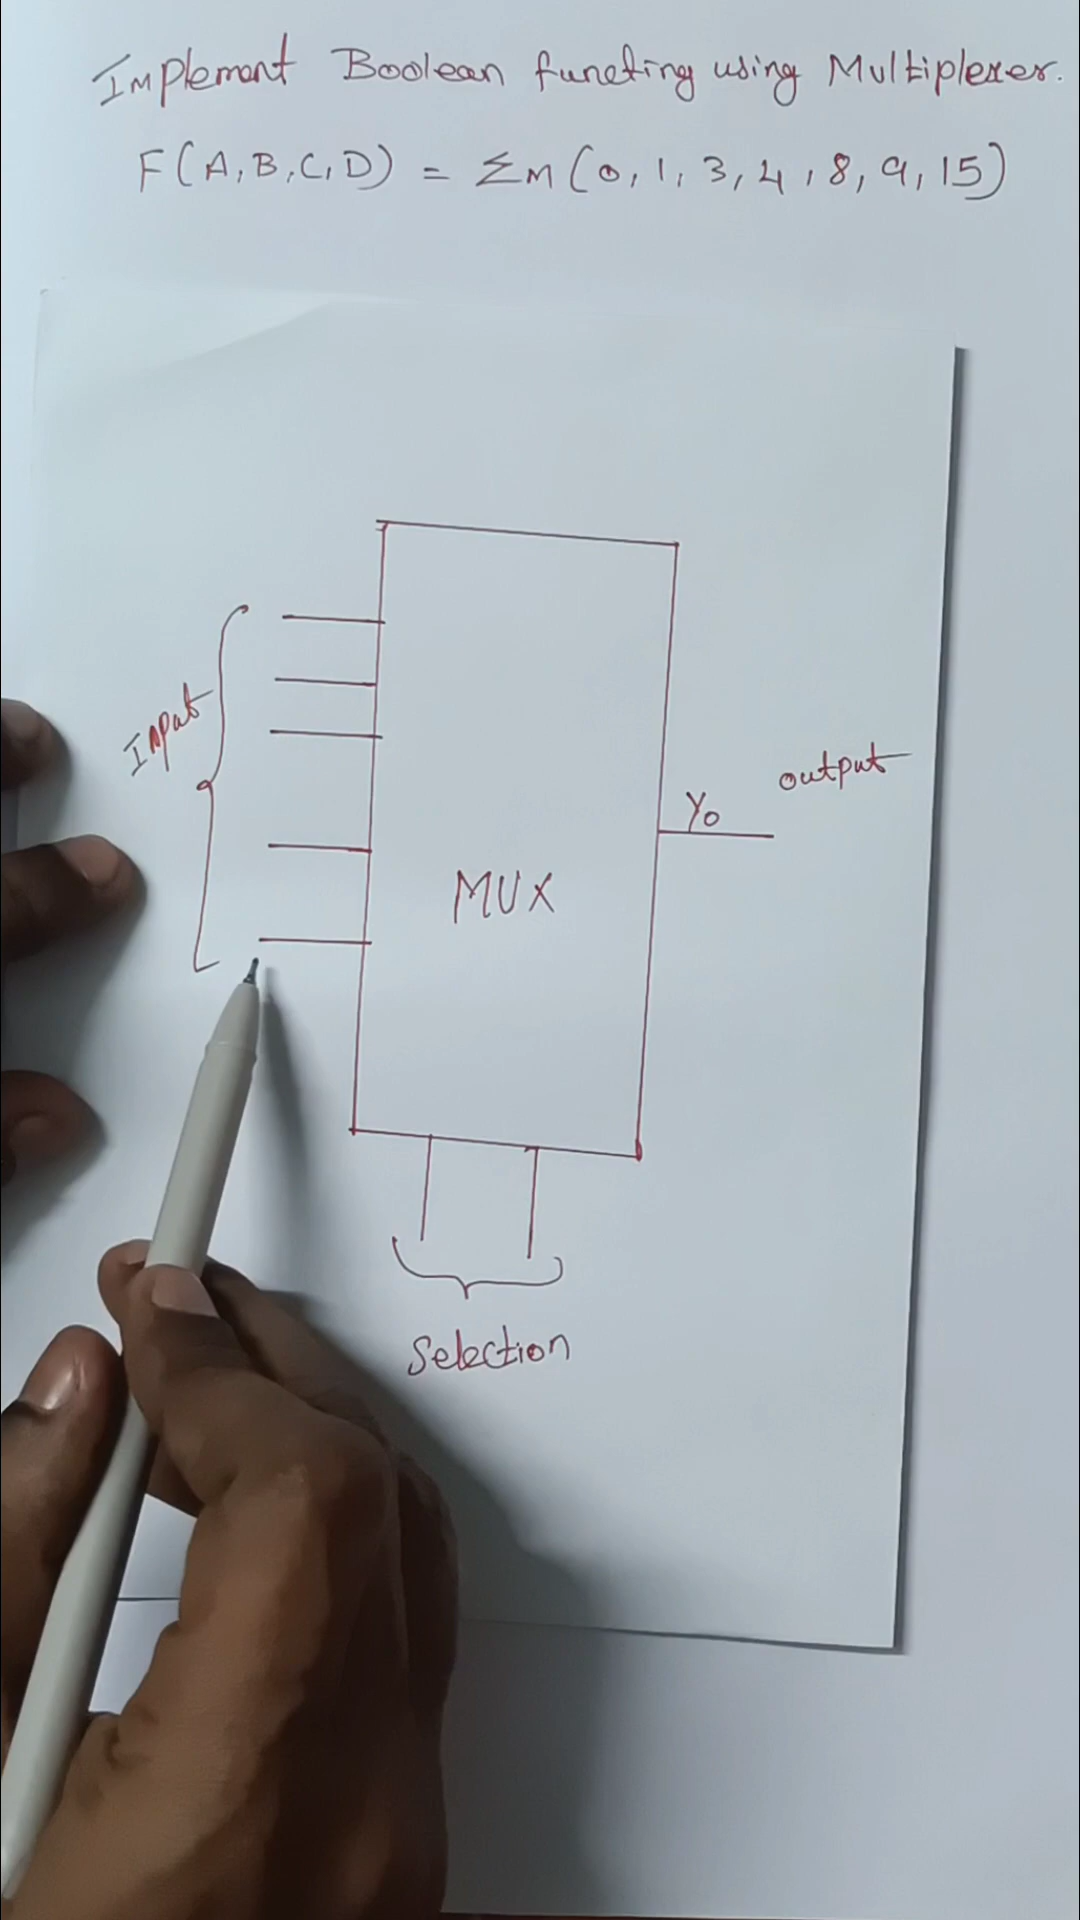 Implement Boolean functing using Multiplexer.
F(A,B,C,D) = Σm(0,1,3,4,8,9,15)
Input
output
Y0
MUX
Selection